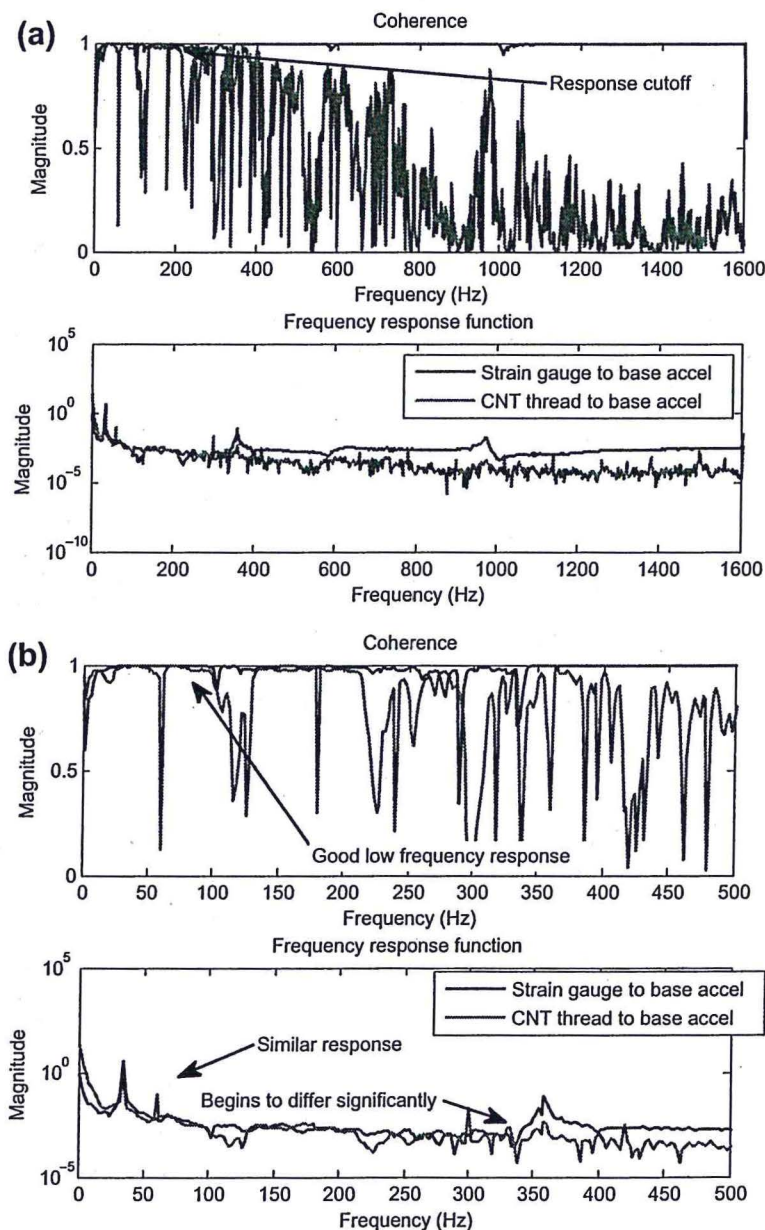 (a)
Coherence
1
0.5
0
Magnitude
Response cutoff
0 200 400 600 800 1000 1200 1400 1600
Frequency (Hz)
Frequency response function
10^5
10^0
10^−5
10^−10
Magnitude
Strain gauge to base accel
CNT thread to base accel
0 200 400 600 800 1000 1200 1400 1600
Frequency (Hz)
(b)
Coherence
1
0.5
0
Magnitude
Good low frequency response
0 50 100 150 200 250 300 350 400 450 500
Frequency (Hz)
Frequency response function
10^5
10^0
10^−5
Magnitude
Strain gauge to base accel
CNT thread to base accel
Similar response
Begins to differ significantly
0 50 100 150 200 250 300 350 400 450 500
Frequency (Hz)